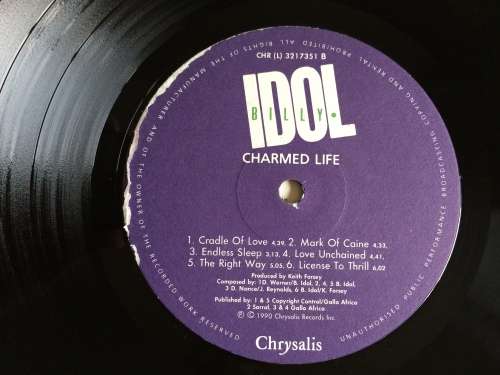 CHR (L) 3217351 B
BILLY•
IDOL
CHARMED LIFE
1. Cradle Of Love 4,39. 2. Mark Of Caine 4,33,
3. Endless Sleep 3,13. 4. Love Unchained 4,41,
5. The Right Way 5,05. 6. License To Thrill 6,02
Produced by: Keith Forsey
Composed by: 1D. Werner/B. Idol, 2, 4, 5 B. Idol,
3 D. Nance/J. Reynolds, 6 B. Idol/K. Forsey
Published by: 1 & 5 Copyright Control/Gallo Africa
2 Sorral, 3 & 4 Gallo Africa
℗ © 1990 Chrysalis Records Inc.
Chrysalis
ALL RIGHTS OF THE MANUFACTURER AND OF THE OWNER OF THE RECORDED WORK RESERVED
UNAUTHORISED PUBLIC PERFORMANCE BROADCASTING COPYING AND RENTAL PROHIBITED